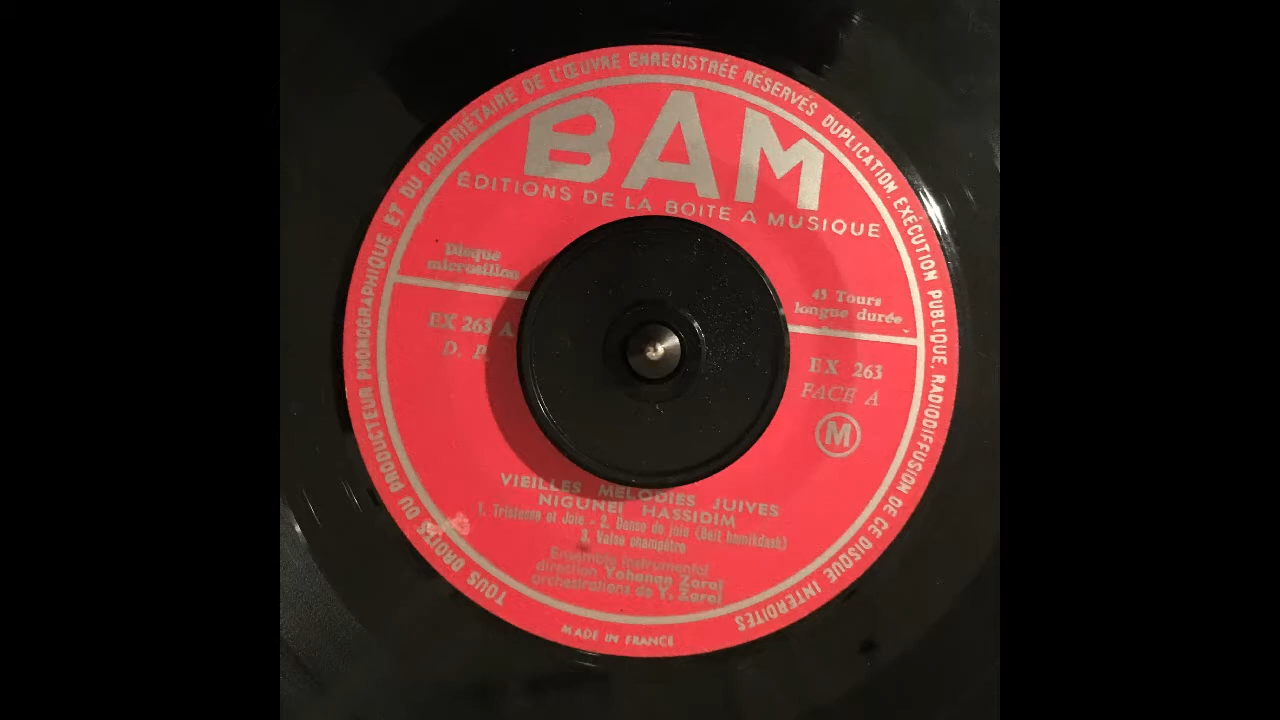 TOUS DROITS DU PRODUCTEUR PHONOGRAPHIQUE ET DU PROPRIÉTAIRE DE L'ŒUVRE ENREGISTRÉE RÉSERVÉS DUPLICATION, EXÉCUTION PUBLIQUE, RADIODIFFUSION DE CE DISQUE INTERDITES
BAM
ÉDITIONS DE LA BOITE A MUSIQUE
Disque
microsillon
45 Tours
longue durée
EX 263 A
D. P.
EX 263
FACE A
M
VIEILLES MELODIES JUIVES
NIGUNEI HASSIDIM
1. Tristesse et Joie - 2. Danse de joie (Beit hamikdash)
3. Valse champêtre
Ensemble instrumental
direction Yohanan Zarai
orchestrations de Y. Zarai
MADE IN FRANCE